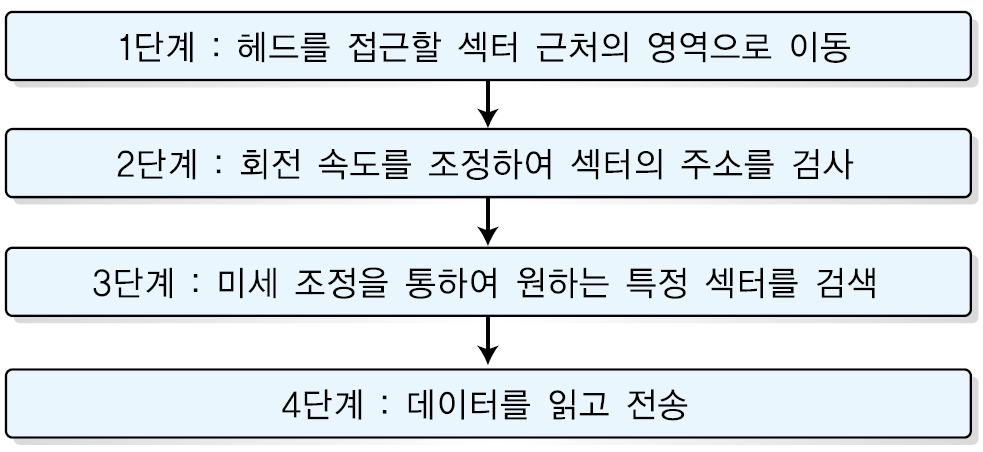 1단계 : 헤드를 접근할 섹터 근처의 영역으로 이동
2단계 : 회전 속도를 조정하여 섹터의 주소를 검사
3단계 : 미세 조정을 통하여 원하는 특정 섹터를 검색
4단계 : 데이터를 읽고 전송